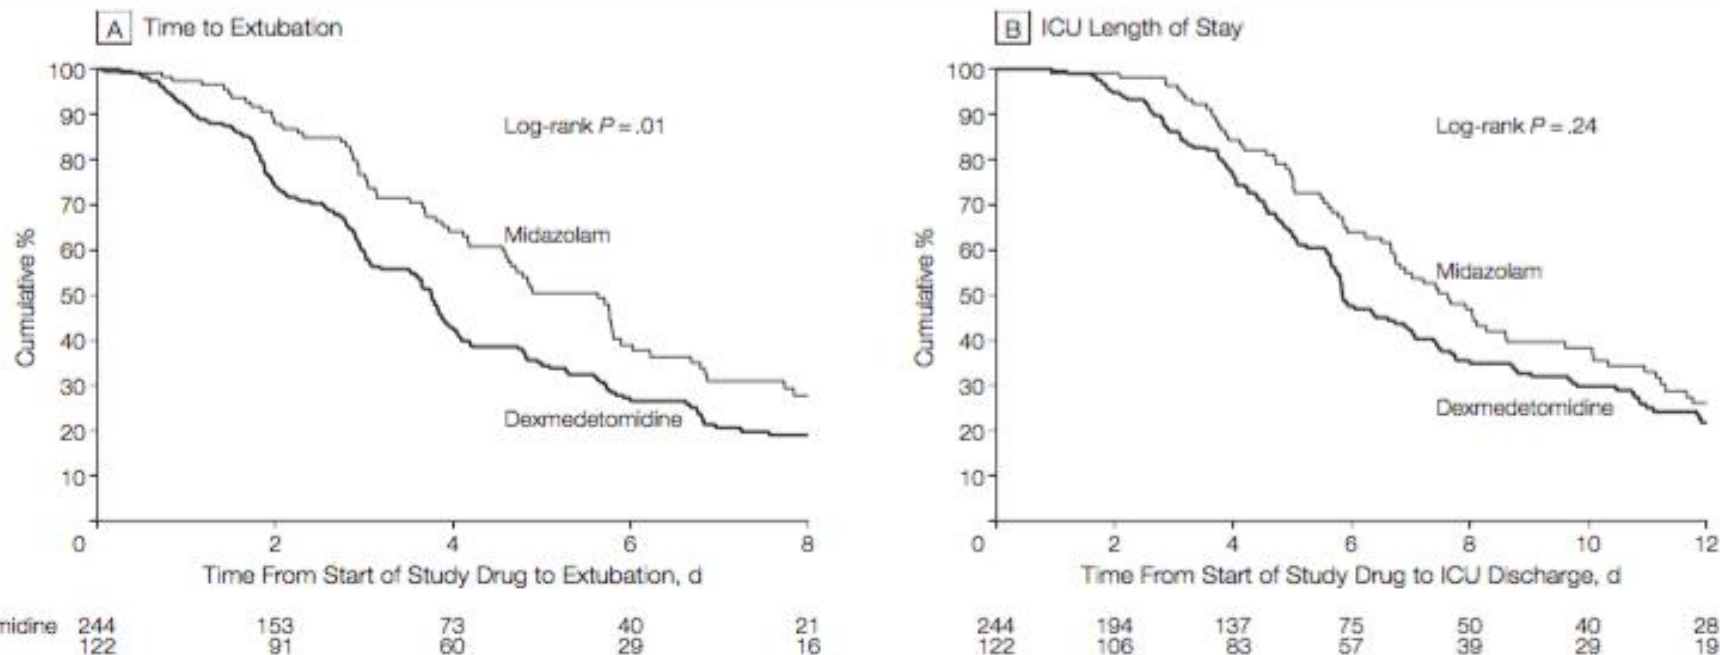 A Time to Extubation
100
90
80
70
60
50
40
30
20
10
Cumulative %
Log-rank P = .01
Midazolam
Dexmedetomidine
0 2 4 6 8
Time From Start of Study Drug to Extubation, d
midine 244 153 73 40 21
122 91 60 29 16
B ICU Length of Stay
100
90
80
70
60
50
40
30
20
10
Cumulative %
Log-rank P = .24
Midazolam
Dexmedetomidine
0 2 4 6 8 10 12
Time From Start of Study Drug to ICU Discharge, d
244 194 137 75 50 40 28
122 106 83 57 39 29 19